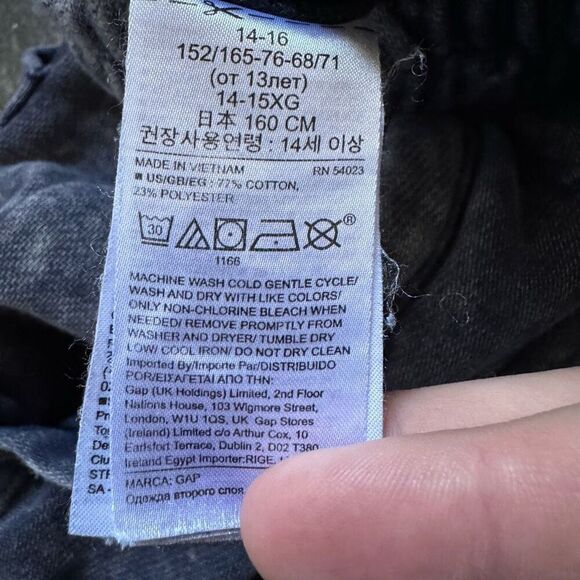 14-16
152/165-76-68/71
(от 13лет)
14-15XG
日本 160 CM
권장사용연령 : 14세 이상
MADE IN VIETNAM RN 54023
■ US/GB/EG : 77% COTTON,
23% POLYESTER
30 ®
1166
MACHINE WASH COLD GENTLE CYCLE/
WASH AND DRY WITH LIKE COLORS/
ONLY NON-CHLORINE BLEACH WHEN
NEEDED/ REMOVE PROMPTLY FROM
WASHER AND DRYER/ TUMBLE DRY
LOW/ COOL IRON/ DO NOT DRY CLEAN
Imported By/Importe Par/DISTRIBUIDO
POR/ΕΙΣΑΓΕΤΑΙ ΑΠΟ ΤΗΝ:
Gap (UK Holdings) Limited, 2nd Floor
Nations House, 103 Wigmore Street,
London, W1U 1QS, UK Gap Stores
(Ireland) Limited c/o Arthur Cox, 10
Earlsfort Terrace, Dublin 2, D02 T380
Ireland Egypt Importer:RIGE,
MARCA: GAP
Одежда второго слоя
SA -